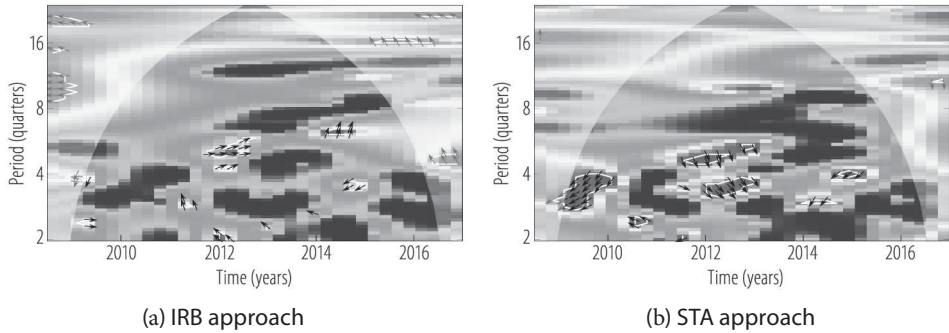 Period (quarters)
16
8
4
2
2010
2012
2014
2016
Time (years)
(a) IRB approach
Period (quarters)
16
8
4
2
2010
2012
2014
2016
Time (years)
(b) STA approach